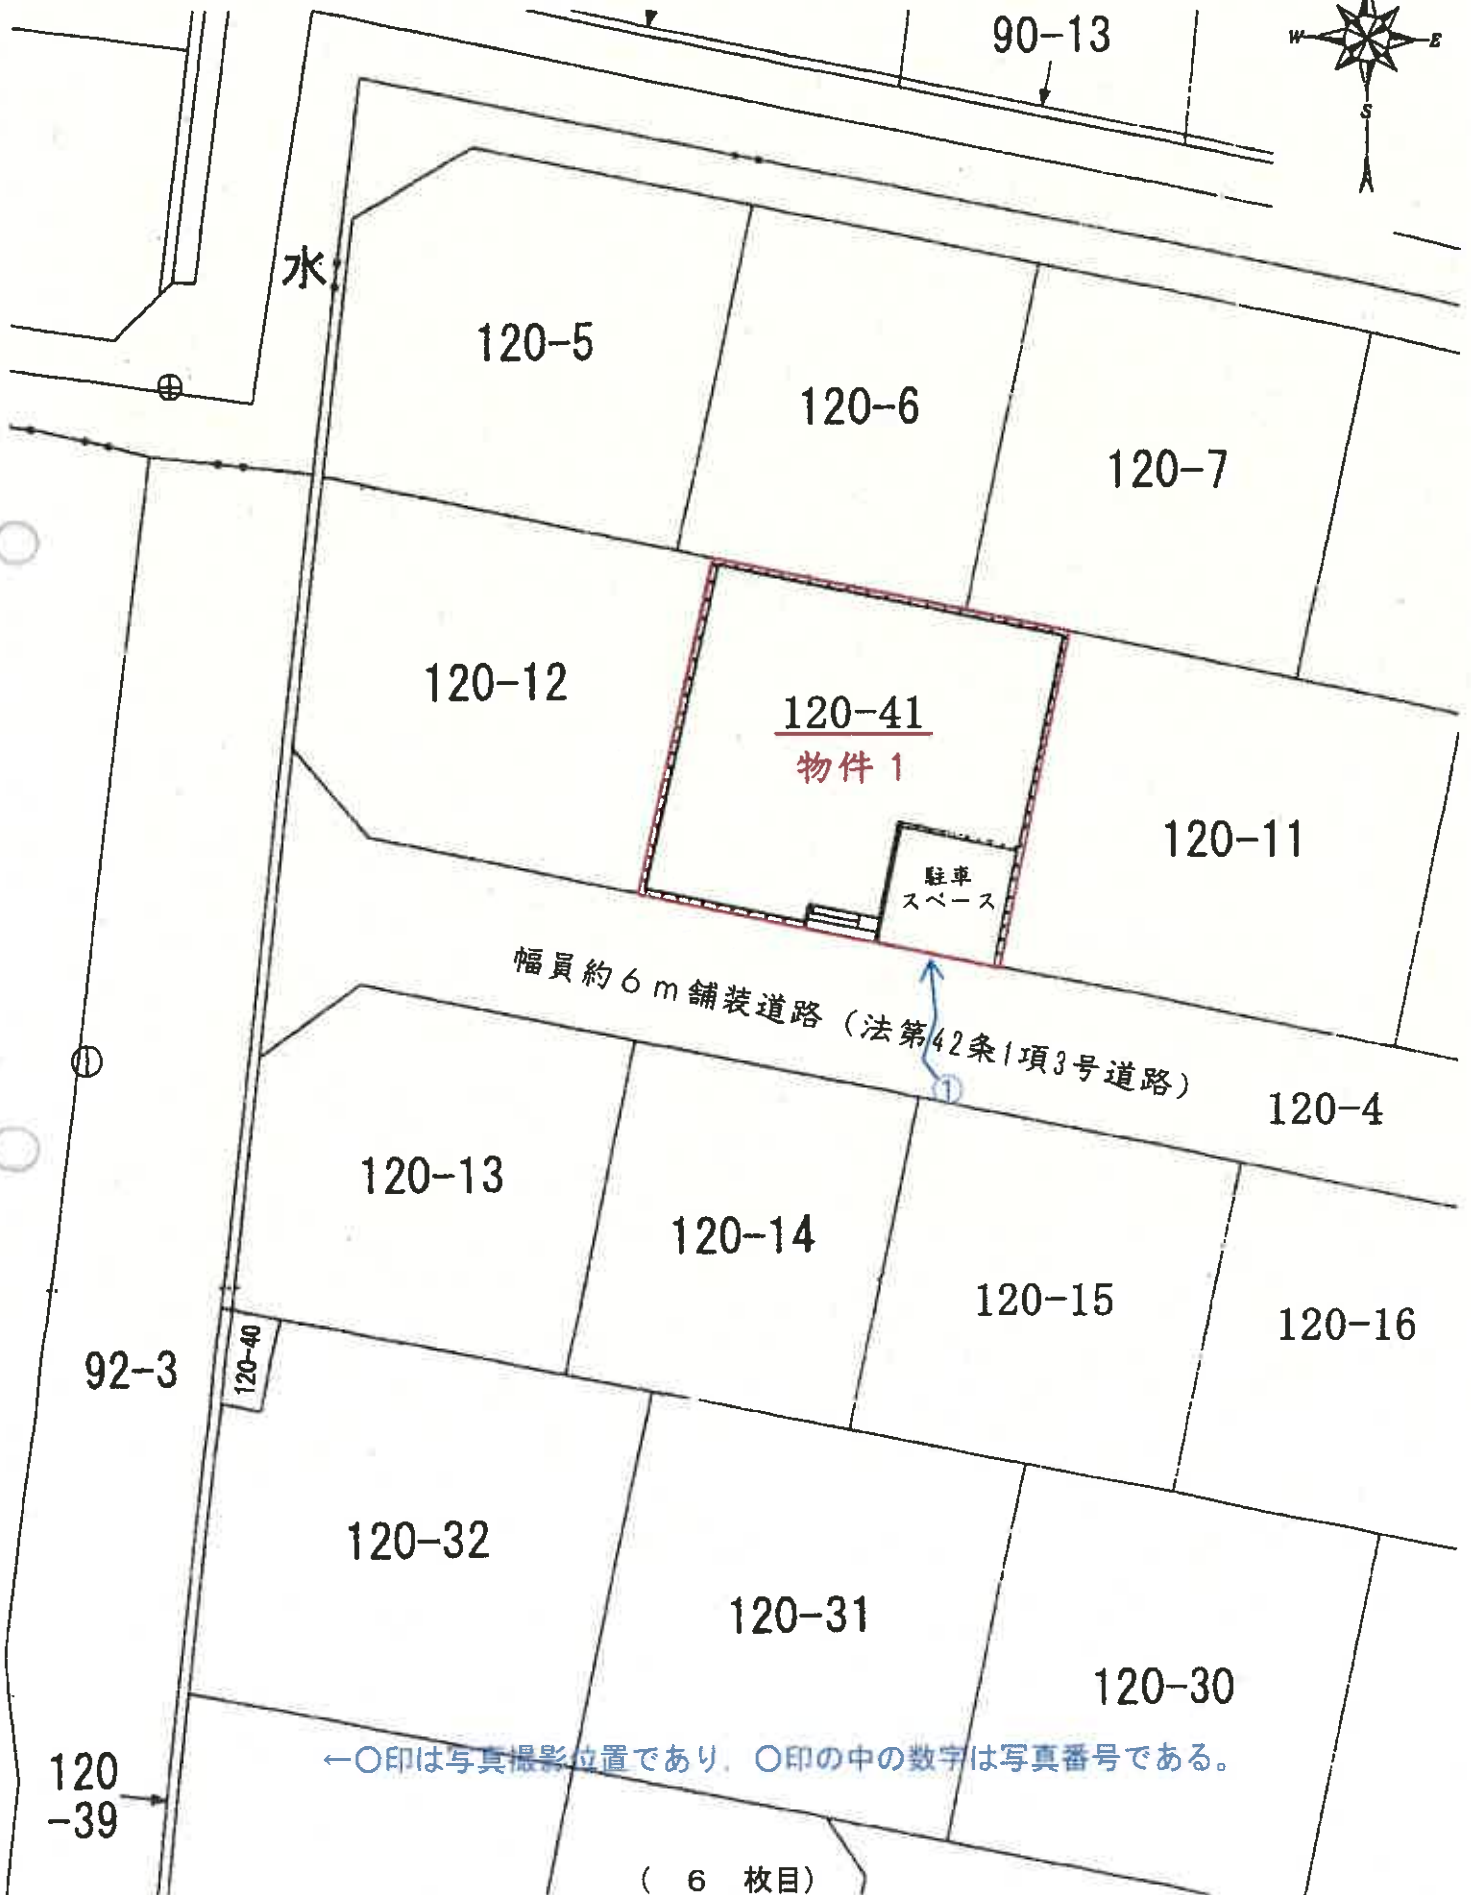 90-13
W
E
S
水
120-5
120-6
120-7
120-12
120-41
物件1
120-11
駐車
スペース
幅員約6m舗装道路(法第42条1項3号道路)
①
120-4
120-13
120-14
120-15
120-16
92-3
120-40
120-32
120-31
120-30
←〇印は写真撮影位置であり、〇印の中の数字は写真番号である。
120
-39
( 6 枚目)